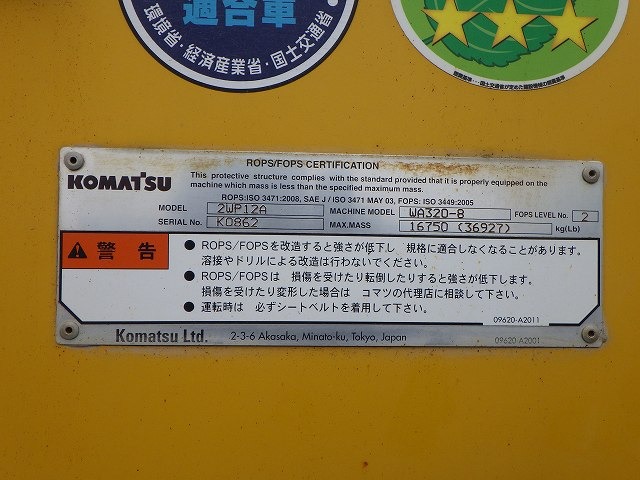 適合車
環境省・経済産業省・国土交通省
ROPS/FOPS CERTIFICATION
KOMATSU
This protective structure complies with the standard provided that it is properly equipped on the
machine which mass is less than the specified maximum mass.
ROPS:ISO 3471:2008, SAE J / ISO 3471 MAY 03, FOPS: ISO 3449:2005
MODEL 2WP12A MACHINE MODEL WA320-8 FOPS LEVEL No. 2
SERIAL No. K0862 MAX.MASS 16750 (36927) kg(Lb)
警告
● ROPS/FOPSを改造すると強さが低下し 規格に適合しなくなることがあります。
溶接やドリルによる改造は行わないでください。
● ROPS/FOPSは 損傷を受けたり転倒したりすると強さが低下します。
損傷を受けたり変形した場合は コマツの代理店に相談して下さい。
● 運転時は 必ずシートベルトを着用して下さい。
09620-A2011
Komatsu Ltd. 2-3-6 Akasaka, Minato-ku, Tokyo, Japan
09620-A2001